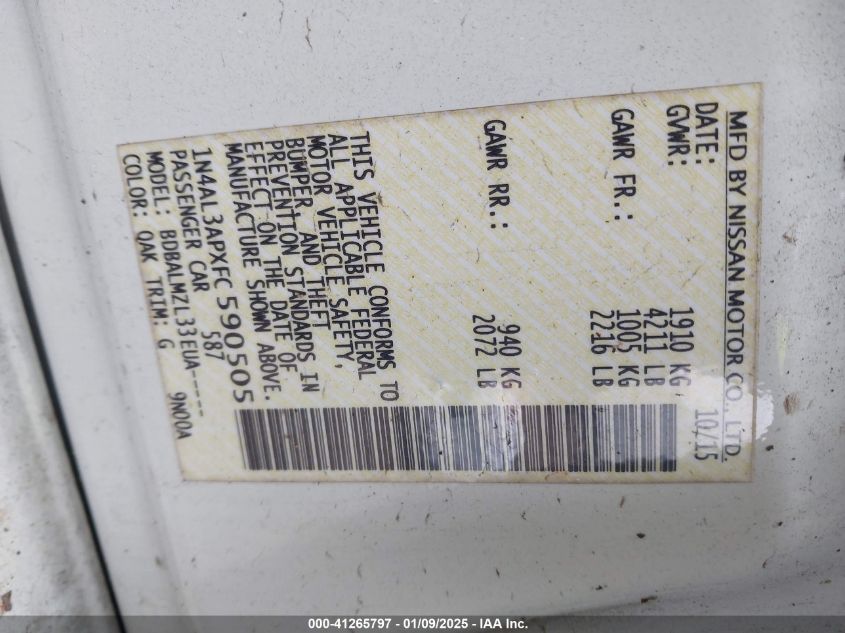 MFD BY NISSAN MOTOR CO., LTD.
DATE: 10/15
GVWR: 1910 KG
4211 LB
GAWR FR.: 1005 KG
2216 LB
GAWR RR.: 940 KG
2072 LB
THIS VEHICLE CONFORMS TO
ALL APPLICABLE FEDERAL
MOTOR VEHICLE SAFETY,
BUMPER, AND THEFT
PREVENTION STANDARDS IN
EFFECT ON THE DATE OF
MANUFACTURE SHOWN ABOVE.
1N4AL3APXFC590505
PASSENGER CAR 587
MODEL: BDBALMZL33EUA-----
COLOR: QAK TRIM: G 9N00A
000-41265797 - 01/09/2025 - IAA Inc.